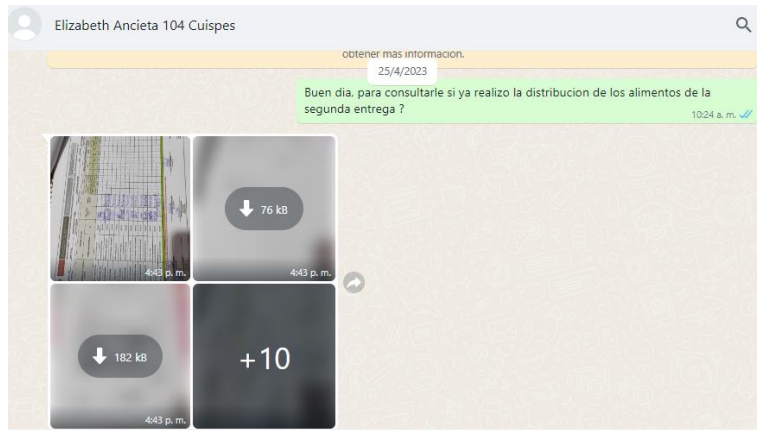 Elizabeth Ancieta 104 Cuispes
obtener más información.
25/4/2023
Buen dia, para consultarle si ya realizo la distribucion de los alimentos de la
segunda entrega ?
10:24 a. m.
4:43 p. m.
76 kB
4:43 p. m.
182 kB
4:43 p. m.
+10